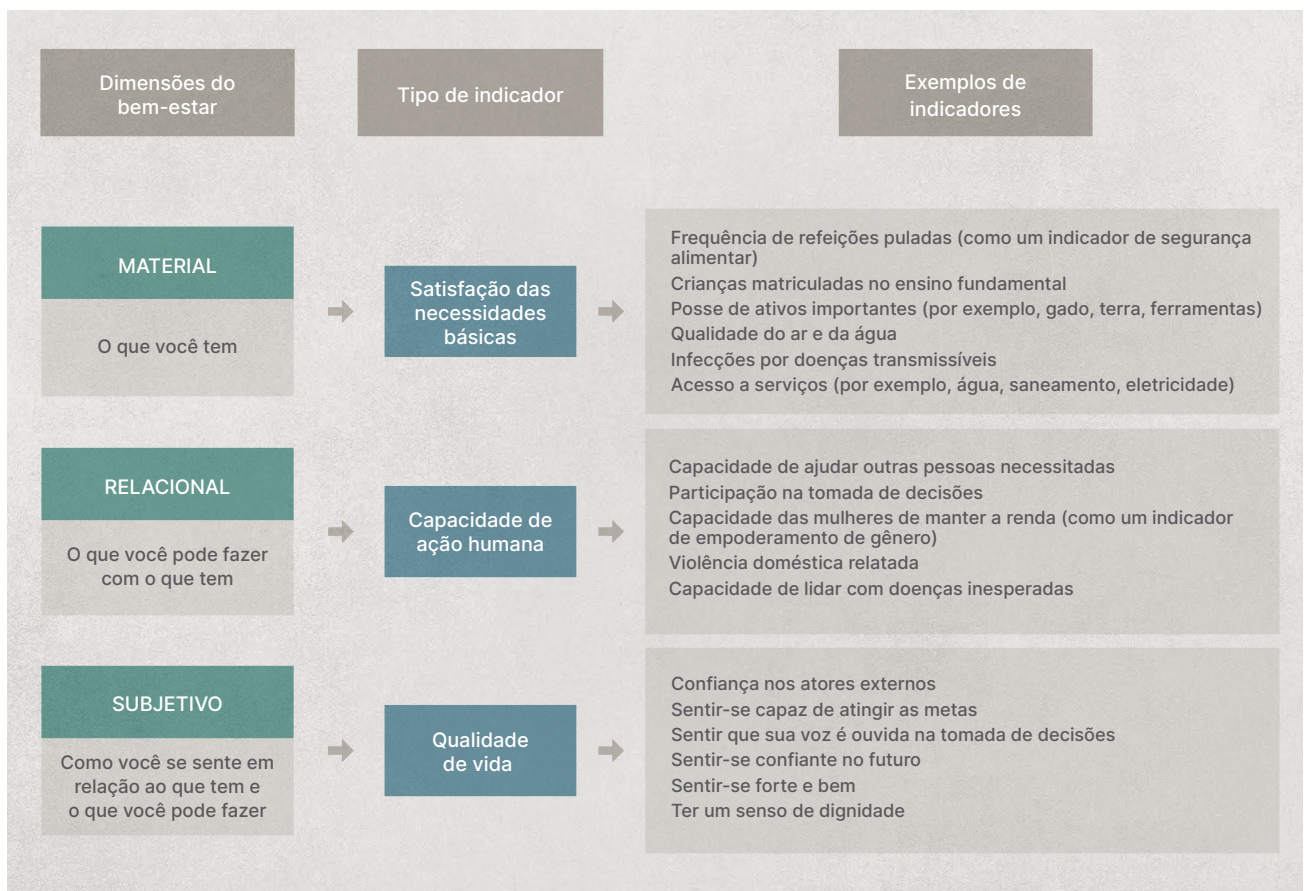 Dimensões do
bem-estar
Tipo de indicador
Exemplos de
indicadores
MATERIAL
O que você tem
Satisfação das
necessidades
básicas
Frequência de refeições puladas (como um indicador de segurança
alimentar)
Crianças matriculadas no ensino fundamental
Posse de ativos importantes (por exemplo, gado, terra, ferramentas)
Qualidade do ar e da água
Infecções por doenças transmissíveis
Acesso a serviços (por exemplo, água, saneamento, eletricidade)
RELACIONAL
O que você pode fazer
com o que tem
Capacidade de
ação humana
Capacidade de ajudar outras pessoas necessitadas
Participação na tomada de decisões
Capacidade das mulheres de manter a renda (como um indicador
de empoderamento de gênero)
Violência doméstica relatada
Capacidade de lidar com doenças inesperadas
SUBJETIVO
Como você se sente em
relação ao que tem e
o que você pode fazer
Qualidade
de vida
Confiança nos atores externos
Sentir-se capaz de atingir as metas
Sentir que sua voz é ouvida na tomada de decisões
Sentir-se confiante no futuro
Sentir-se forte e bem
Ter um senso de dignidade